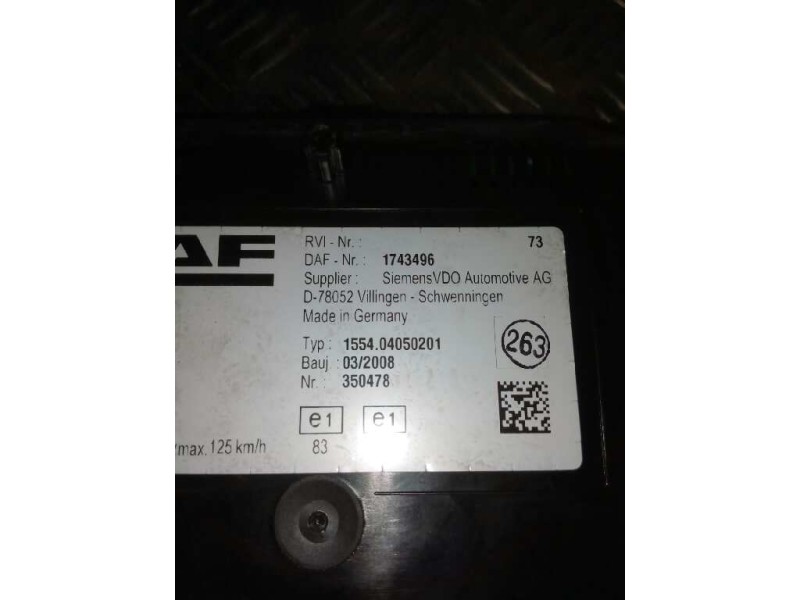 AF
RVI - Nr. : 73
DAF - Nr. : 1743496
Supplier : SiemensVDO Automotive AG
D-78052 Villingen - Schwenningen
Made in Germany
Typ : 1554.04050201
Bauj : 03/2008
Nr. : 350478
263
e1 e1
max. 125 km/h 83